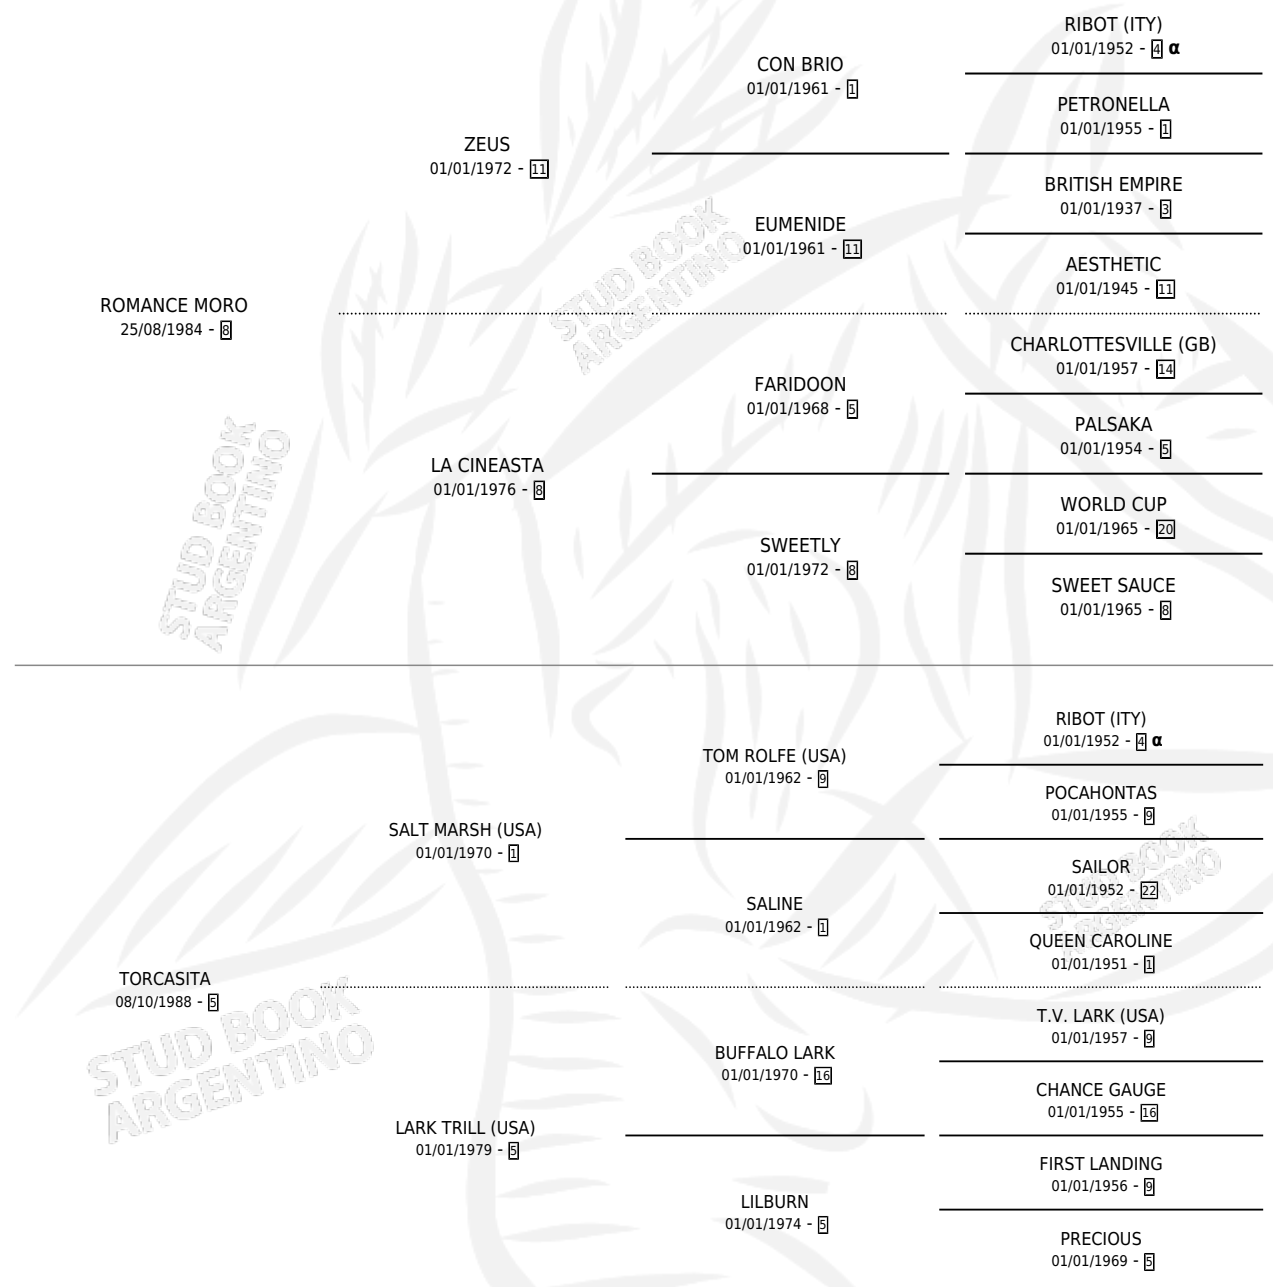 RIBOT (ITY)
01/01/1952 - 4 α
CON BRIO
01/01/1961 - 1
PETRONELLA
01/01/1955 - 1
ZEUS
01/01/1972 - 11
BRITISH EMPIRE
01/01/1937 - 3
EUMENIDE
01/01/1961 - 11
AESTHETIC
01/01/1945 - 11
ROMANCE MORO
25/08/1984 - 8
CHARLOTTESVILLE (GB)
01/01/1957 - 14
FARIDOON
01/01/1968 - 5
PALSAKA
01/01/1954 - 5
LA CINEASTA
01/01/1976 - 8
WORLD CUP
01/01/1965 - 20
SWEETLY
01/01/1972 - 8
SWEET SAUCE
01/01/1965 - 8
RIBOT (ITY)
01/01/1952 - 4 α
TOM ROLFE (USA)
01/01/1962 - 9
POCAHONTAS
01/01/1955 - 9
SALT MARSH (USA)
01/01/1970 - 1
SAILOR
01/01/1952 - 22
SALINE
01/01/1962 - 1
QUEEN CAROLINE
01/01/1951 - 1
TORCASITA
08/10/1988 - 5
T.V. LARK (USA)
01/01/1957 - 9
BUFFALO LARK
01/01/1970 - 16
CHANCE GAUGE
01/01/1955 - 16
LARK TRILL (USA)
01/01/1979 - 5
FIRST LANDING
01/01/1956 - 9
LILBURN
01/01/1974 - 5
PRECIOUS
01/01/1969 - 5
STUD BOOK
ARGENTINO
STUD BOOK
ARGENTINO
STUD BOOK
ARGENTINO
STUD BOOK
ARGENTINO